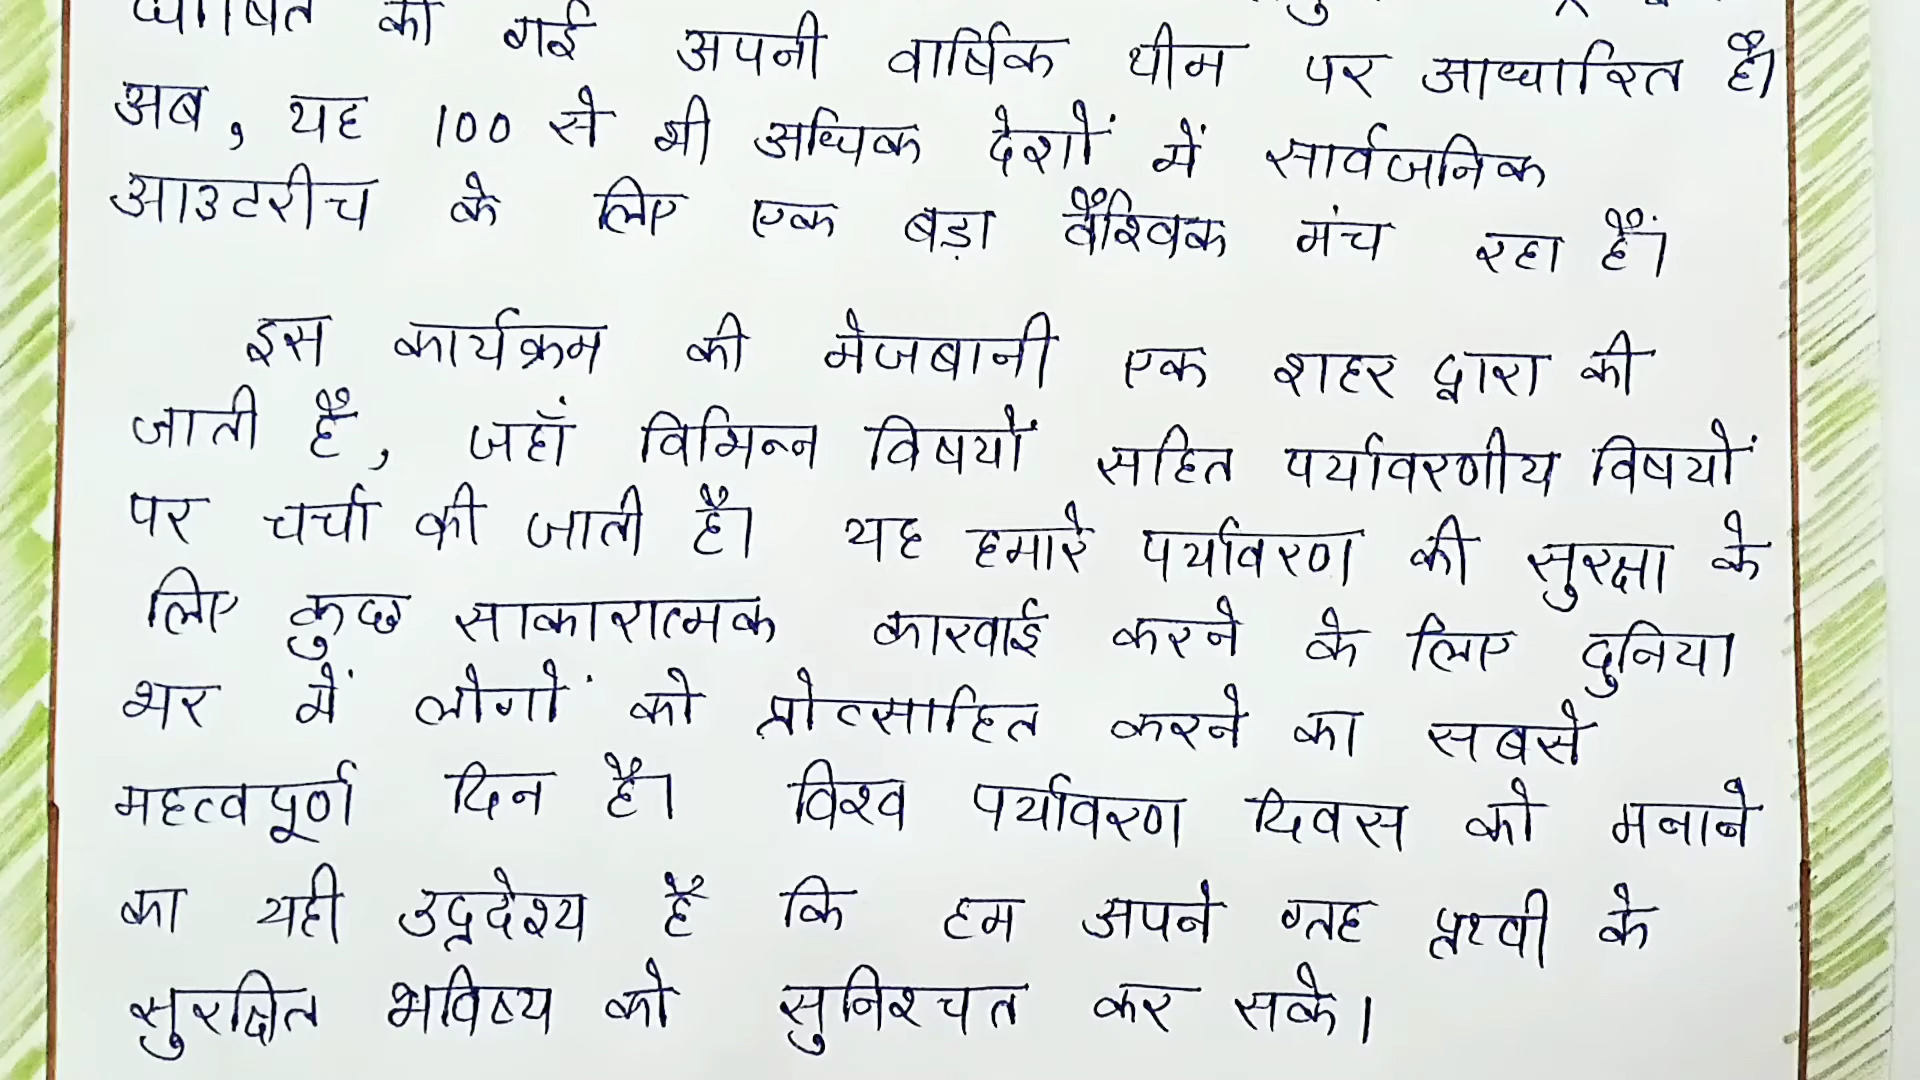 घोषित की गई अपनी वार्षिक थीम पर आधारित है।
अब, यह 100 से भी अधिक देशों में सार्वजनिक
आउटरीच के लिए एक बड़ा वैश्विक मंच रहा हैं।
इस कार्यक्रम की मेजबानी एक शहर द्वारा की
जाती है, जहाँ विभिन्न विषयों सहित पर्यावरणीय विषयों
पर चर्चा की जाती है। यह हमारे पर्यावरण की सुरक्षा के
लिए कुछ साकारात्मक कारवाई करने के लिए दुनिया
भर में लोगों को प्रोत्साहित करने का सबसे
महत्वपूर्ण दिन है। विश्व पर्यावरण दिवस को मनाने
का यही उद्देश्य है कि हम अपने ग्रह पृथ्वी के
सुरक्षित भविष्य को सुनिश्चत कर सके।